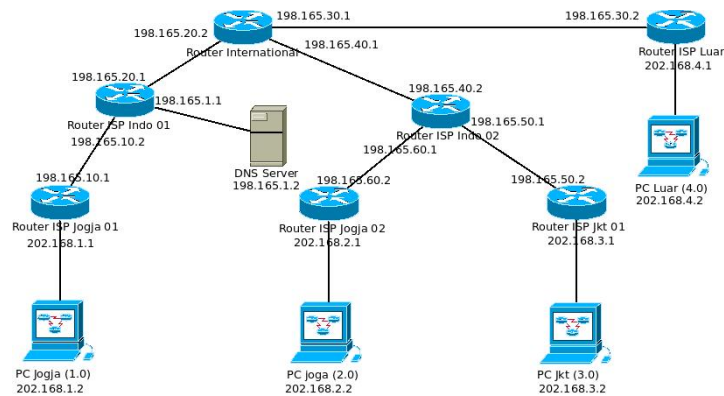 198.165.30.1
198.165.30.2
198.165.20.2
Router International
198.165.40.1
Router ISP Luar
202.168.4.1
198.165.20.1
198.165.1.1
Router ISP Indo 01
198.165.10.2
198.165.40.2
198.165.50.1
Router ISP Indo 02
198.165.60.1
DNS Server
198.165.1.2
PC Luar (4.0)
202.168.4.2
198.165.10.1
Router ISP Jogja 01
202.168.1.1
198.165.60.2
Router ISP Jogja 02
202.168.2.1
198.165.50.2
Router ISP Jkt 01
202.168.3.1
PC Jogja (1.0)
202.168.1.2
PC joga (2.0)
202.168.2.2
PC Jkt (3.0)
202.168.3.2